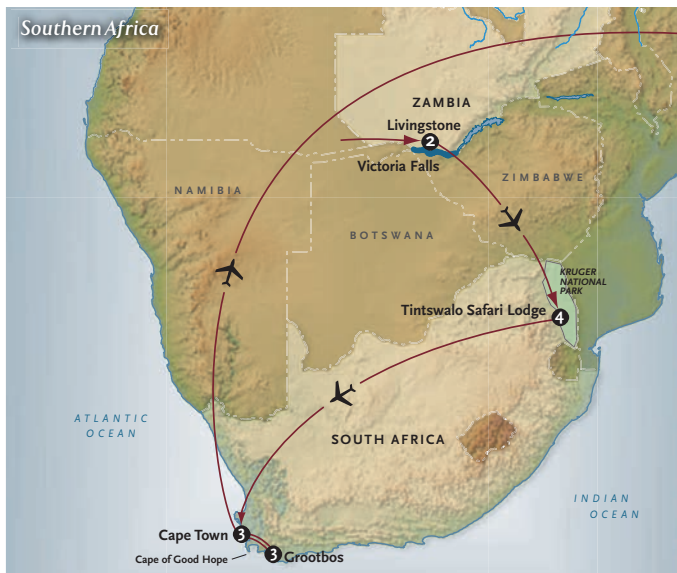 Southern Africa
ZAMBIA
Livingstone
2
Victoria Falls
ZIMBABWE
NAMIBIA
BOTSWANA
KRUGER
NATIONAL
PARK
Tintswalo Safari Lodge
4
ATLANTIC
OCEAN
SOUTH AFRICA
INDIAN
OCEAN
Cape Town
3
Cape of Good Hope
3
Grootbos